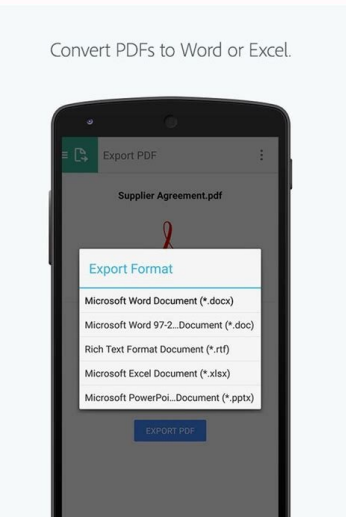 Convert PDFs to Word or Excel.
Export PDF
Supplier Agreement.pdf
Export Format
Microsoft Word Document (*.docx)
Microsoft Word 97-2...Document (*.doc)
Rich Text Format Document (*.rtf)
Microsoft Excel Document (*.xlsx)
Microsoft PowerPoi...Document (*.pptx)
EXPORT PDF